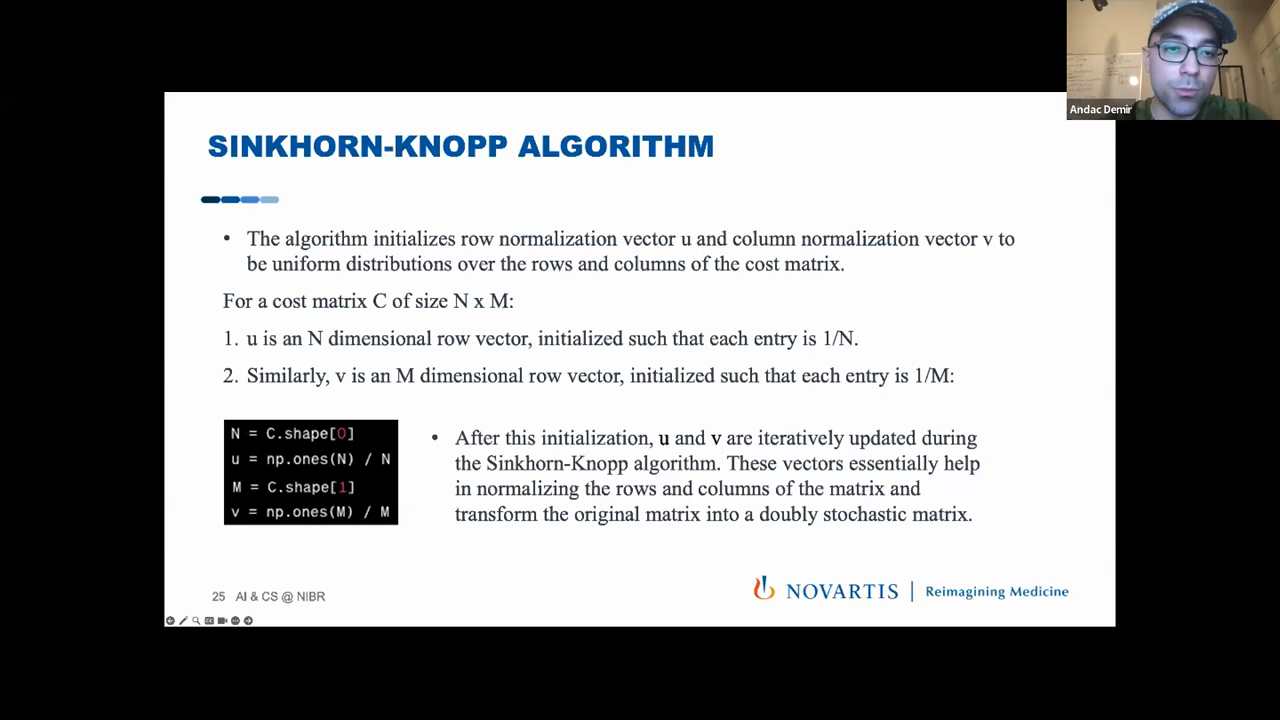 Andac Demir
SINKHORN-KNOPP ALGORITHM
• The algorithm initializes row normalization vector u and column normalization vector v to
be uniform distributions over the rows and columns of the cost matrix.
For a cost matrix C of size N x M:
1. u is an N dimensional row vector, initialized such that each entry is 1/N.
2. Similarly, v is an M dimensional row vector, initialized such that each entry is 1/M:
N = C.shape[0]
u = np.ones(N) / N
M = C.shape[1]
v = np.ones(M) / M
• After this initialization, u and v are iteratively updated during
the Sinkhorn-Knopp algorithm. These vectors essentially help
in normalizing the rows and columns of the matrix and
transform the original matrix into a doubly stochastic matrix.
25 AI & CS @ NIBR
NOVARTIS | Reimagining Medicine